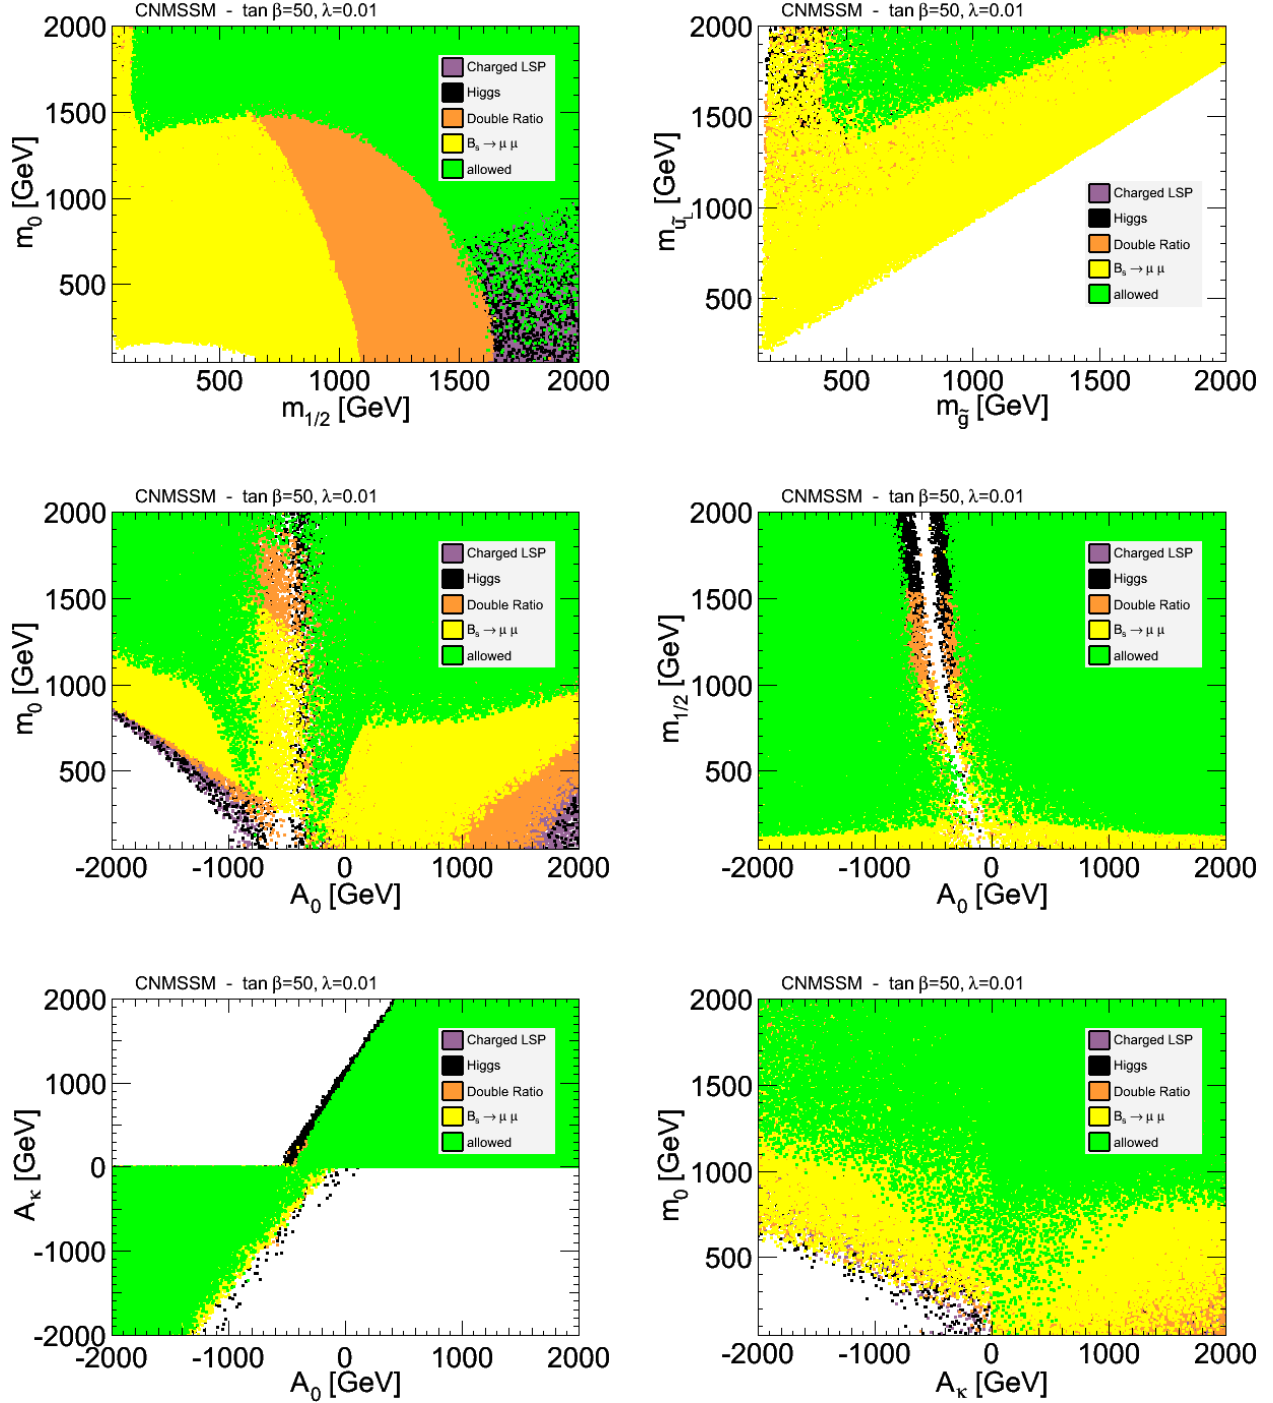 CNMSSM - tan β=50, λ=0.01
2000
1500
1000
500
m0 [GeV]
Charged LSP
Higgs
Double Ratio
Bs → μ μ
allowed
500 1000 1500 2000
m1/2 [GeV]
CNMSSM - tan β=50, λ=0.01
2000
1500
1000
500
mũL [GeV]
Charged LSP
Higgs
Double Ratio
Bs → μ μ
allowed
500 1000 1500 2000
mg̃ [GeV]
CNMSSM - tan β=50, λ=0.01
2000
1500
1000
500
m0 [GeV]
Charged LSP
Higgs
Double Ratio
Bs → μ μ
allowed
-2000 -1000 0 1000 2000
A0 [GeV]
CNMSSM - tan β=50, λ=0.01
2000
1500
1000
500
m1/2 [GeV]
Charged LSP
Higgs
Double Ratio
Bs → μ μ
allowed
-2000 -1000 0 1000 2000
A0 [GeV]
CNMSSM - tan β=50, λ=0.01
2000
1000
0
-1000
-2000
Aκ [GeV]
Charged LSP
Higgs
Double Ratio
Bs → μ μ
allowed
-2000 -1000 0 1000 2000
A0 [GeV]
CNMSSM - tan β=50, λ=0.01
2000
1500
1000
500
m0 [GeV]
Charged LSP
Higgs
Double Ratio
Bs → μ μ
allowed
-2000 -1000 0 1000 2000
Aκ [GeV]